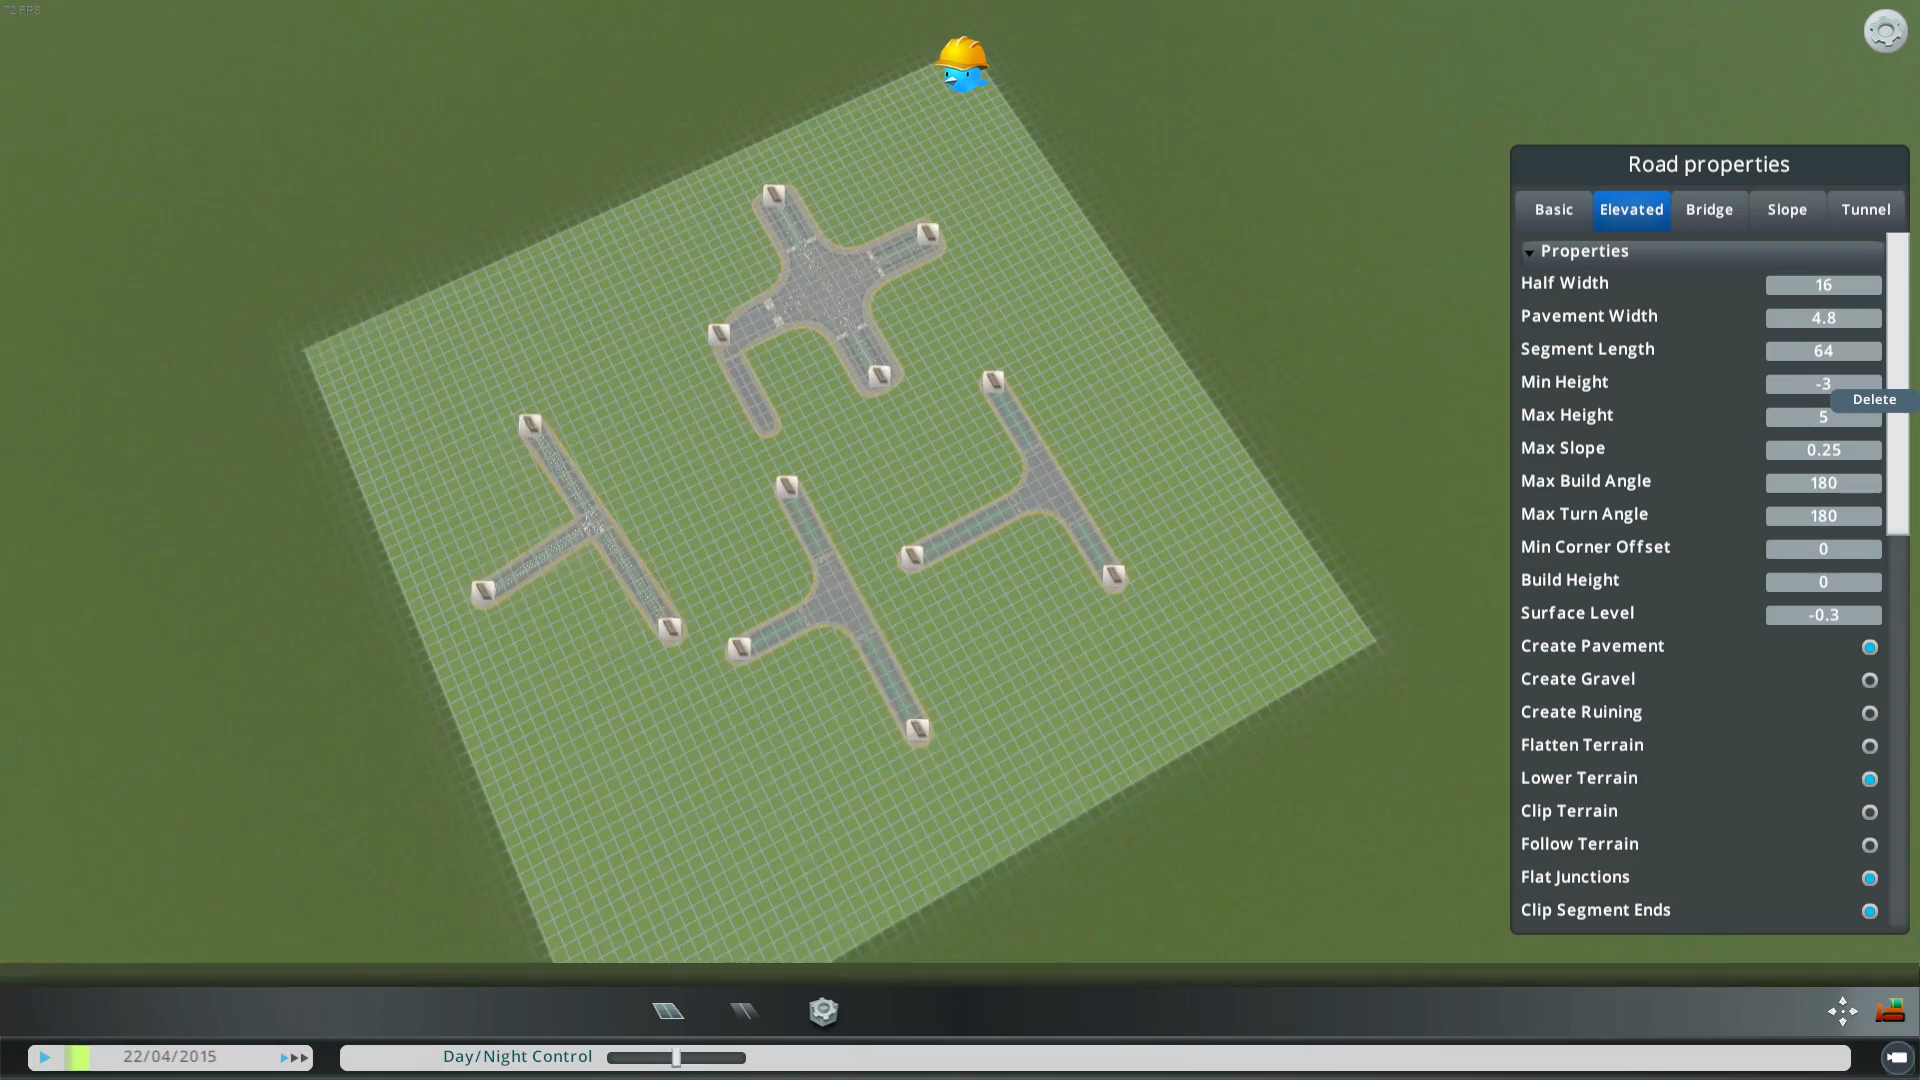 72 FPS
Road properties
Basic Elevated Bridge Slope Tunnel
Properties
Half Width 16
Pavement Width 4.8
Segment Length 64
Min Height -3
Delete
Max Height 5
Max Slope 0.25
Max Build Angle 180
Max Turn Angle 180
Min Corner Offset 0
Build Height 0
Surface Level -0.3
Create Pavement
Create Gravel
Create Ruining
Flatten Terrain
Lower Terrain
Clip Terrain
Follow Terrain
Flat Junctions
Clip Segment Ends
22/04/2015 Day/Night Control